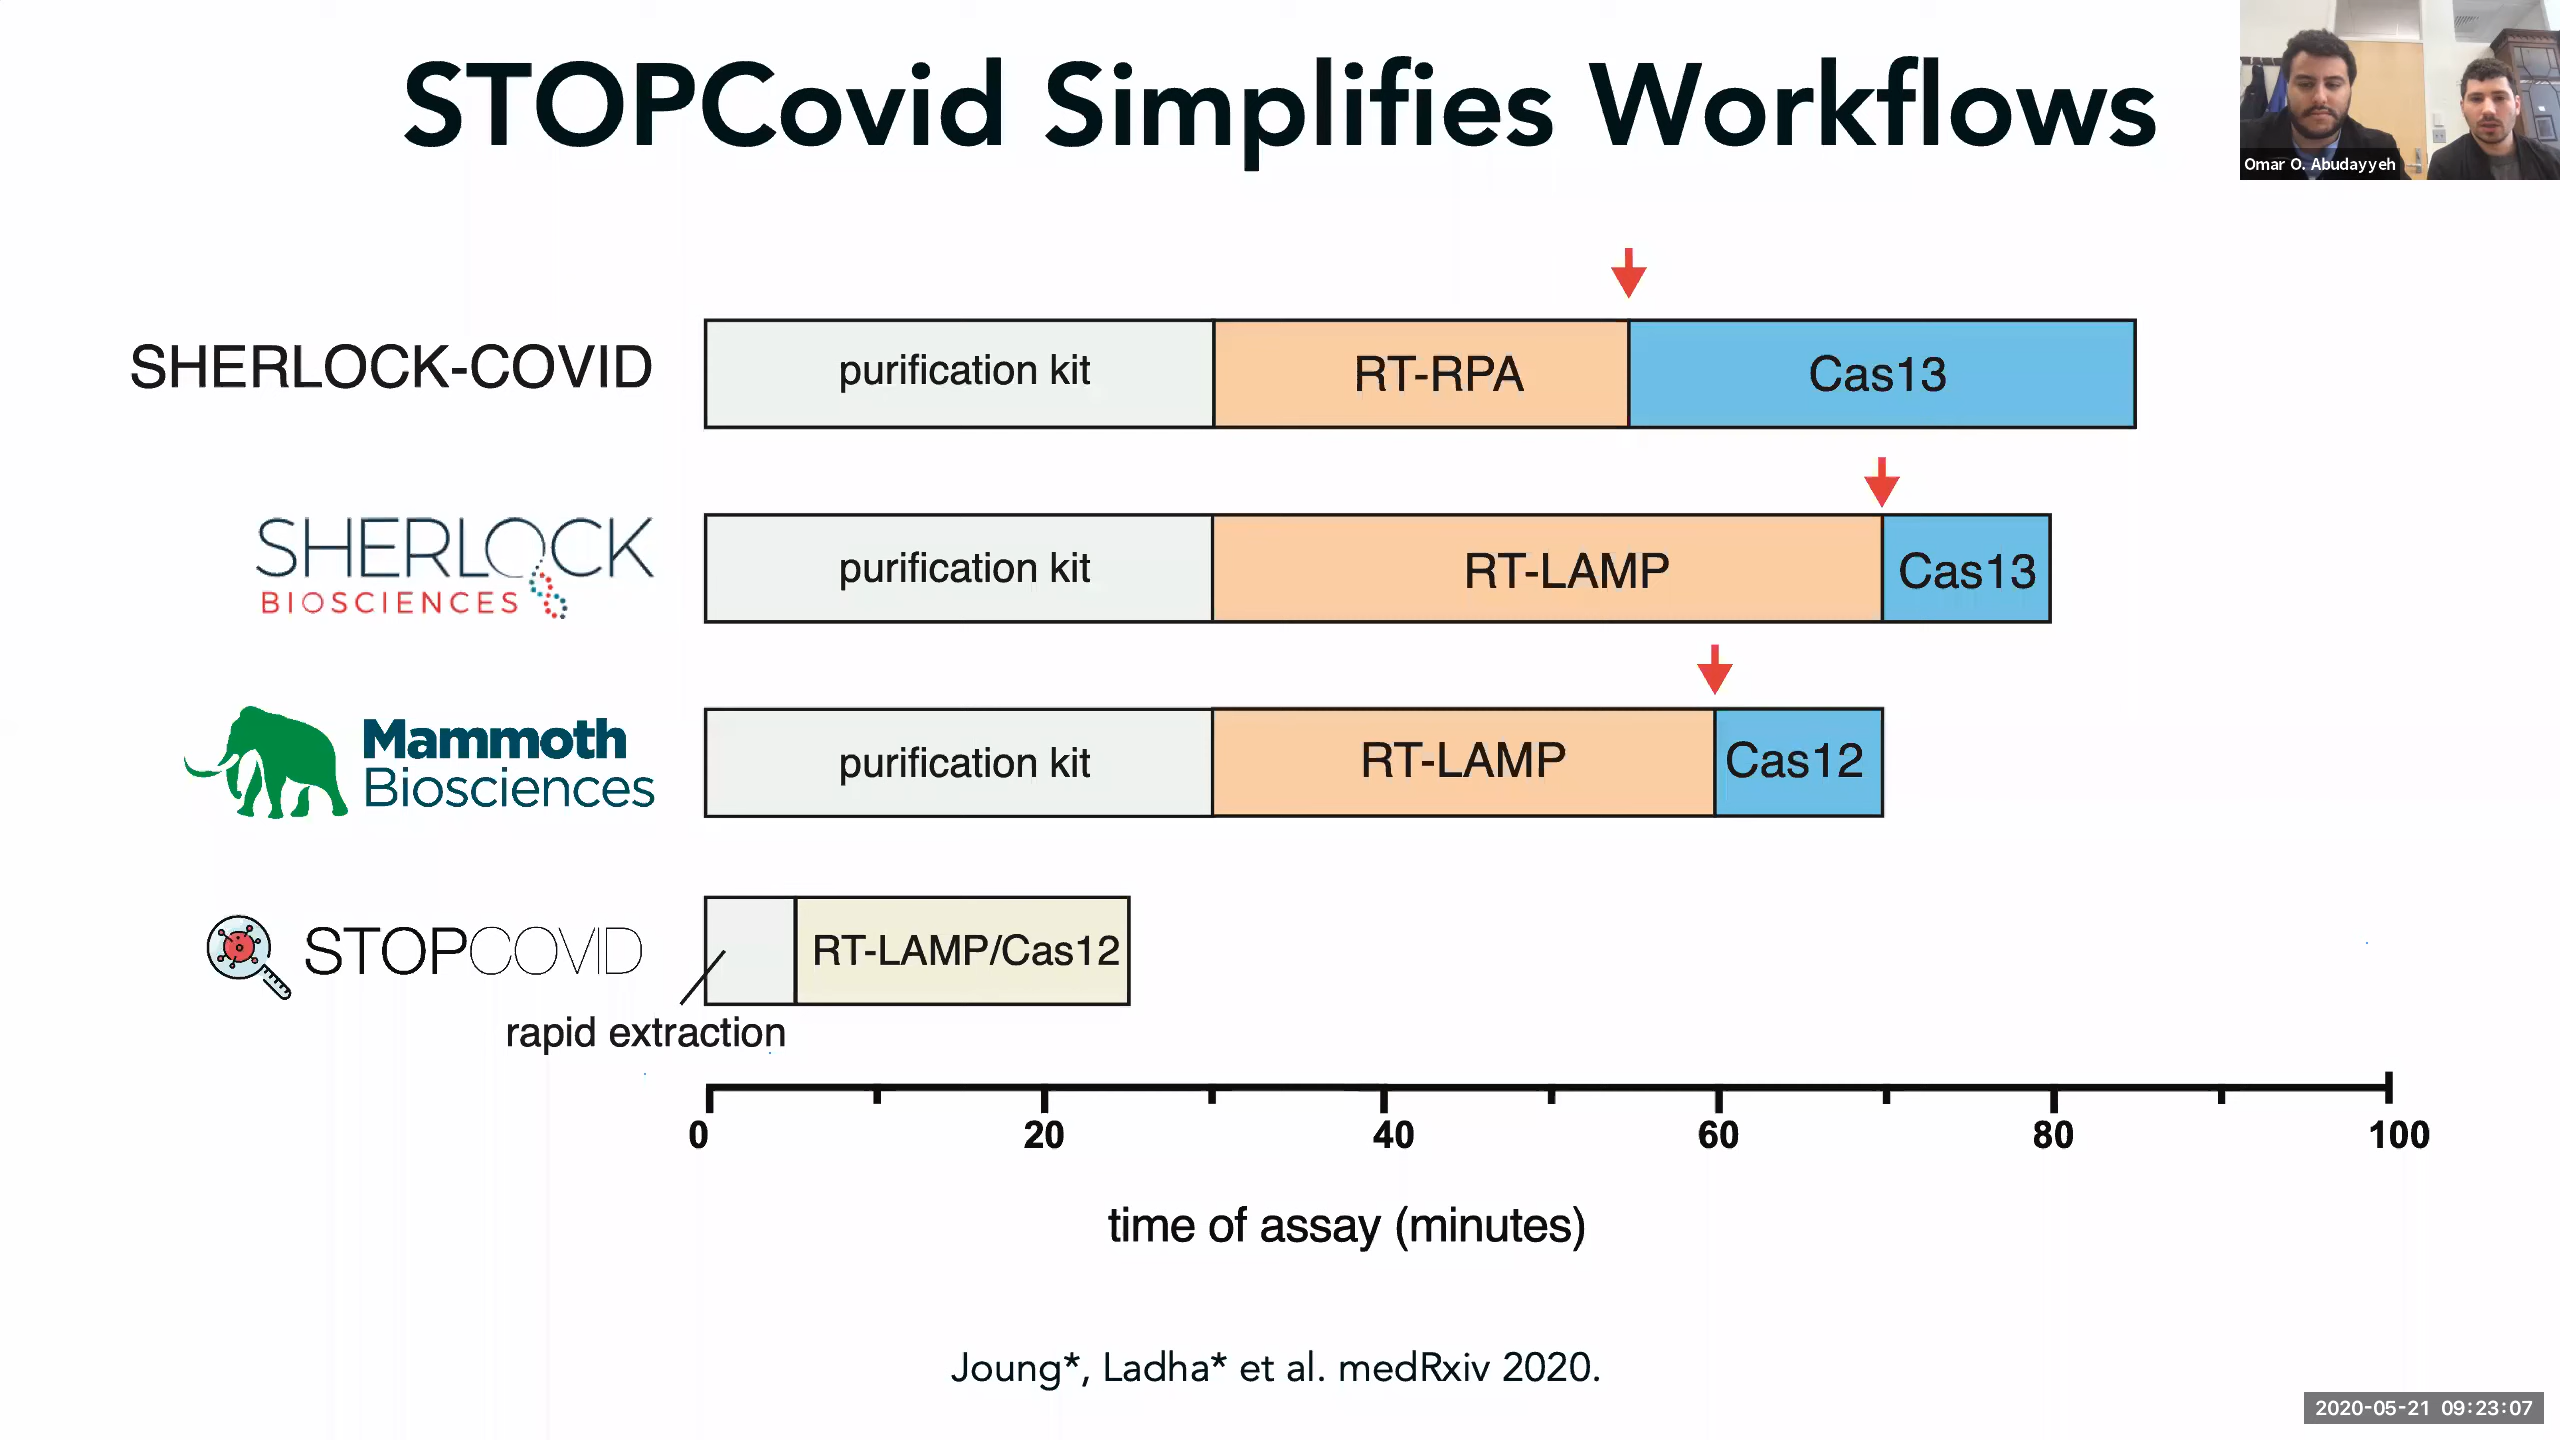 STOPCovid Simplifies Workflows
Omar O. Abudayyeh
SHERLOCK-COVID
purification kit
RT-RPA
Cas13
SHERLOCK
BIOSCIENCES
purification kit
RT-LAMP
Cas13
Mammoth
Biosciences
purification kit
RT-LAMP
Cas12
STOPCOVID
RT-LAMP/Cas12
rapid extraction
0 20 40 60 80 100
time of assay (minutes)
Joung*, Ladha* et al. medRxiv 2020.
2020-05-21 09:23:07